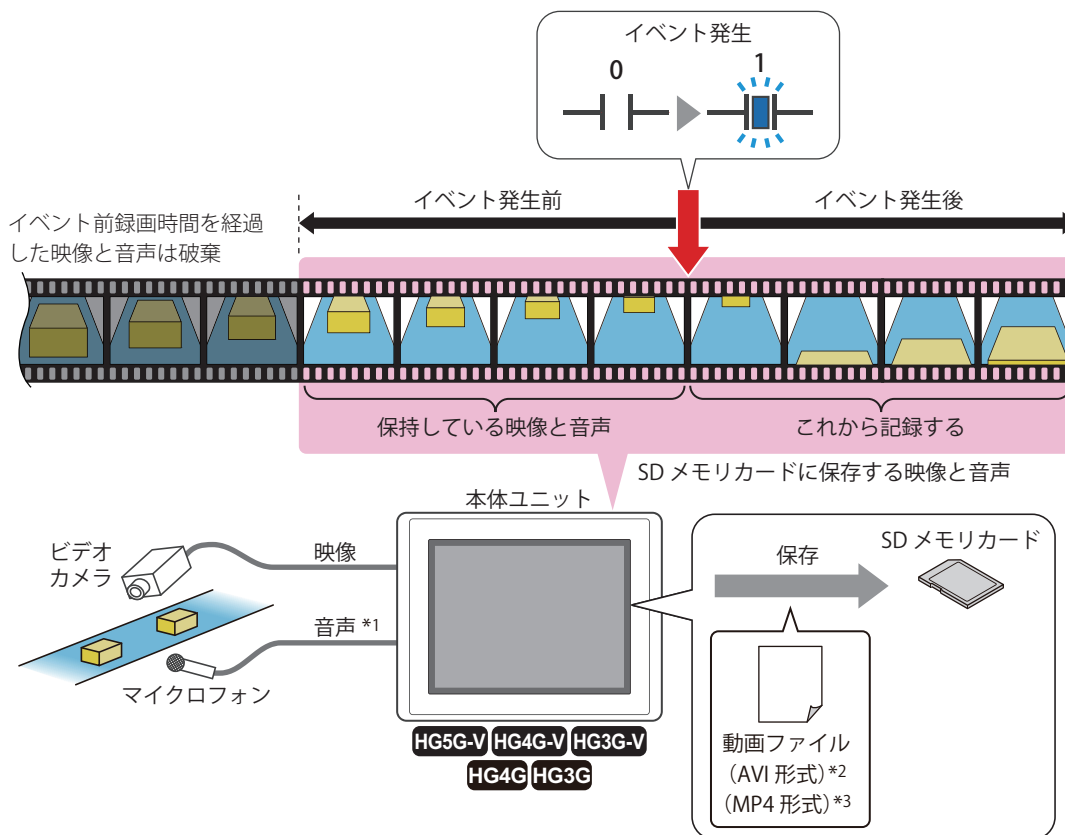 イベント発生
0
1
イベント前録画時間を経過
した映像と音声は破棄
イベント発生前
イベント発生後
保持している映像と音声
これから記録する
SD メモリカードに保存する映像と音声
本体ユニット
ビデオ
カメラ
映像
音声 *1
マイクロフォン
HG5G-V HG4G-V HG3G-V
HG4G HG3G
保存
SD メモリカード
動画ファイル
（AVI 形式）*2
（MP4 形式）*3